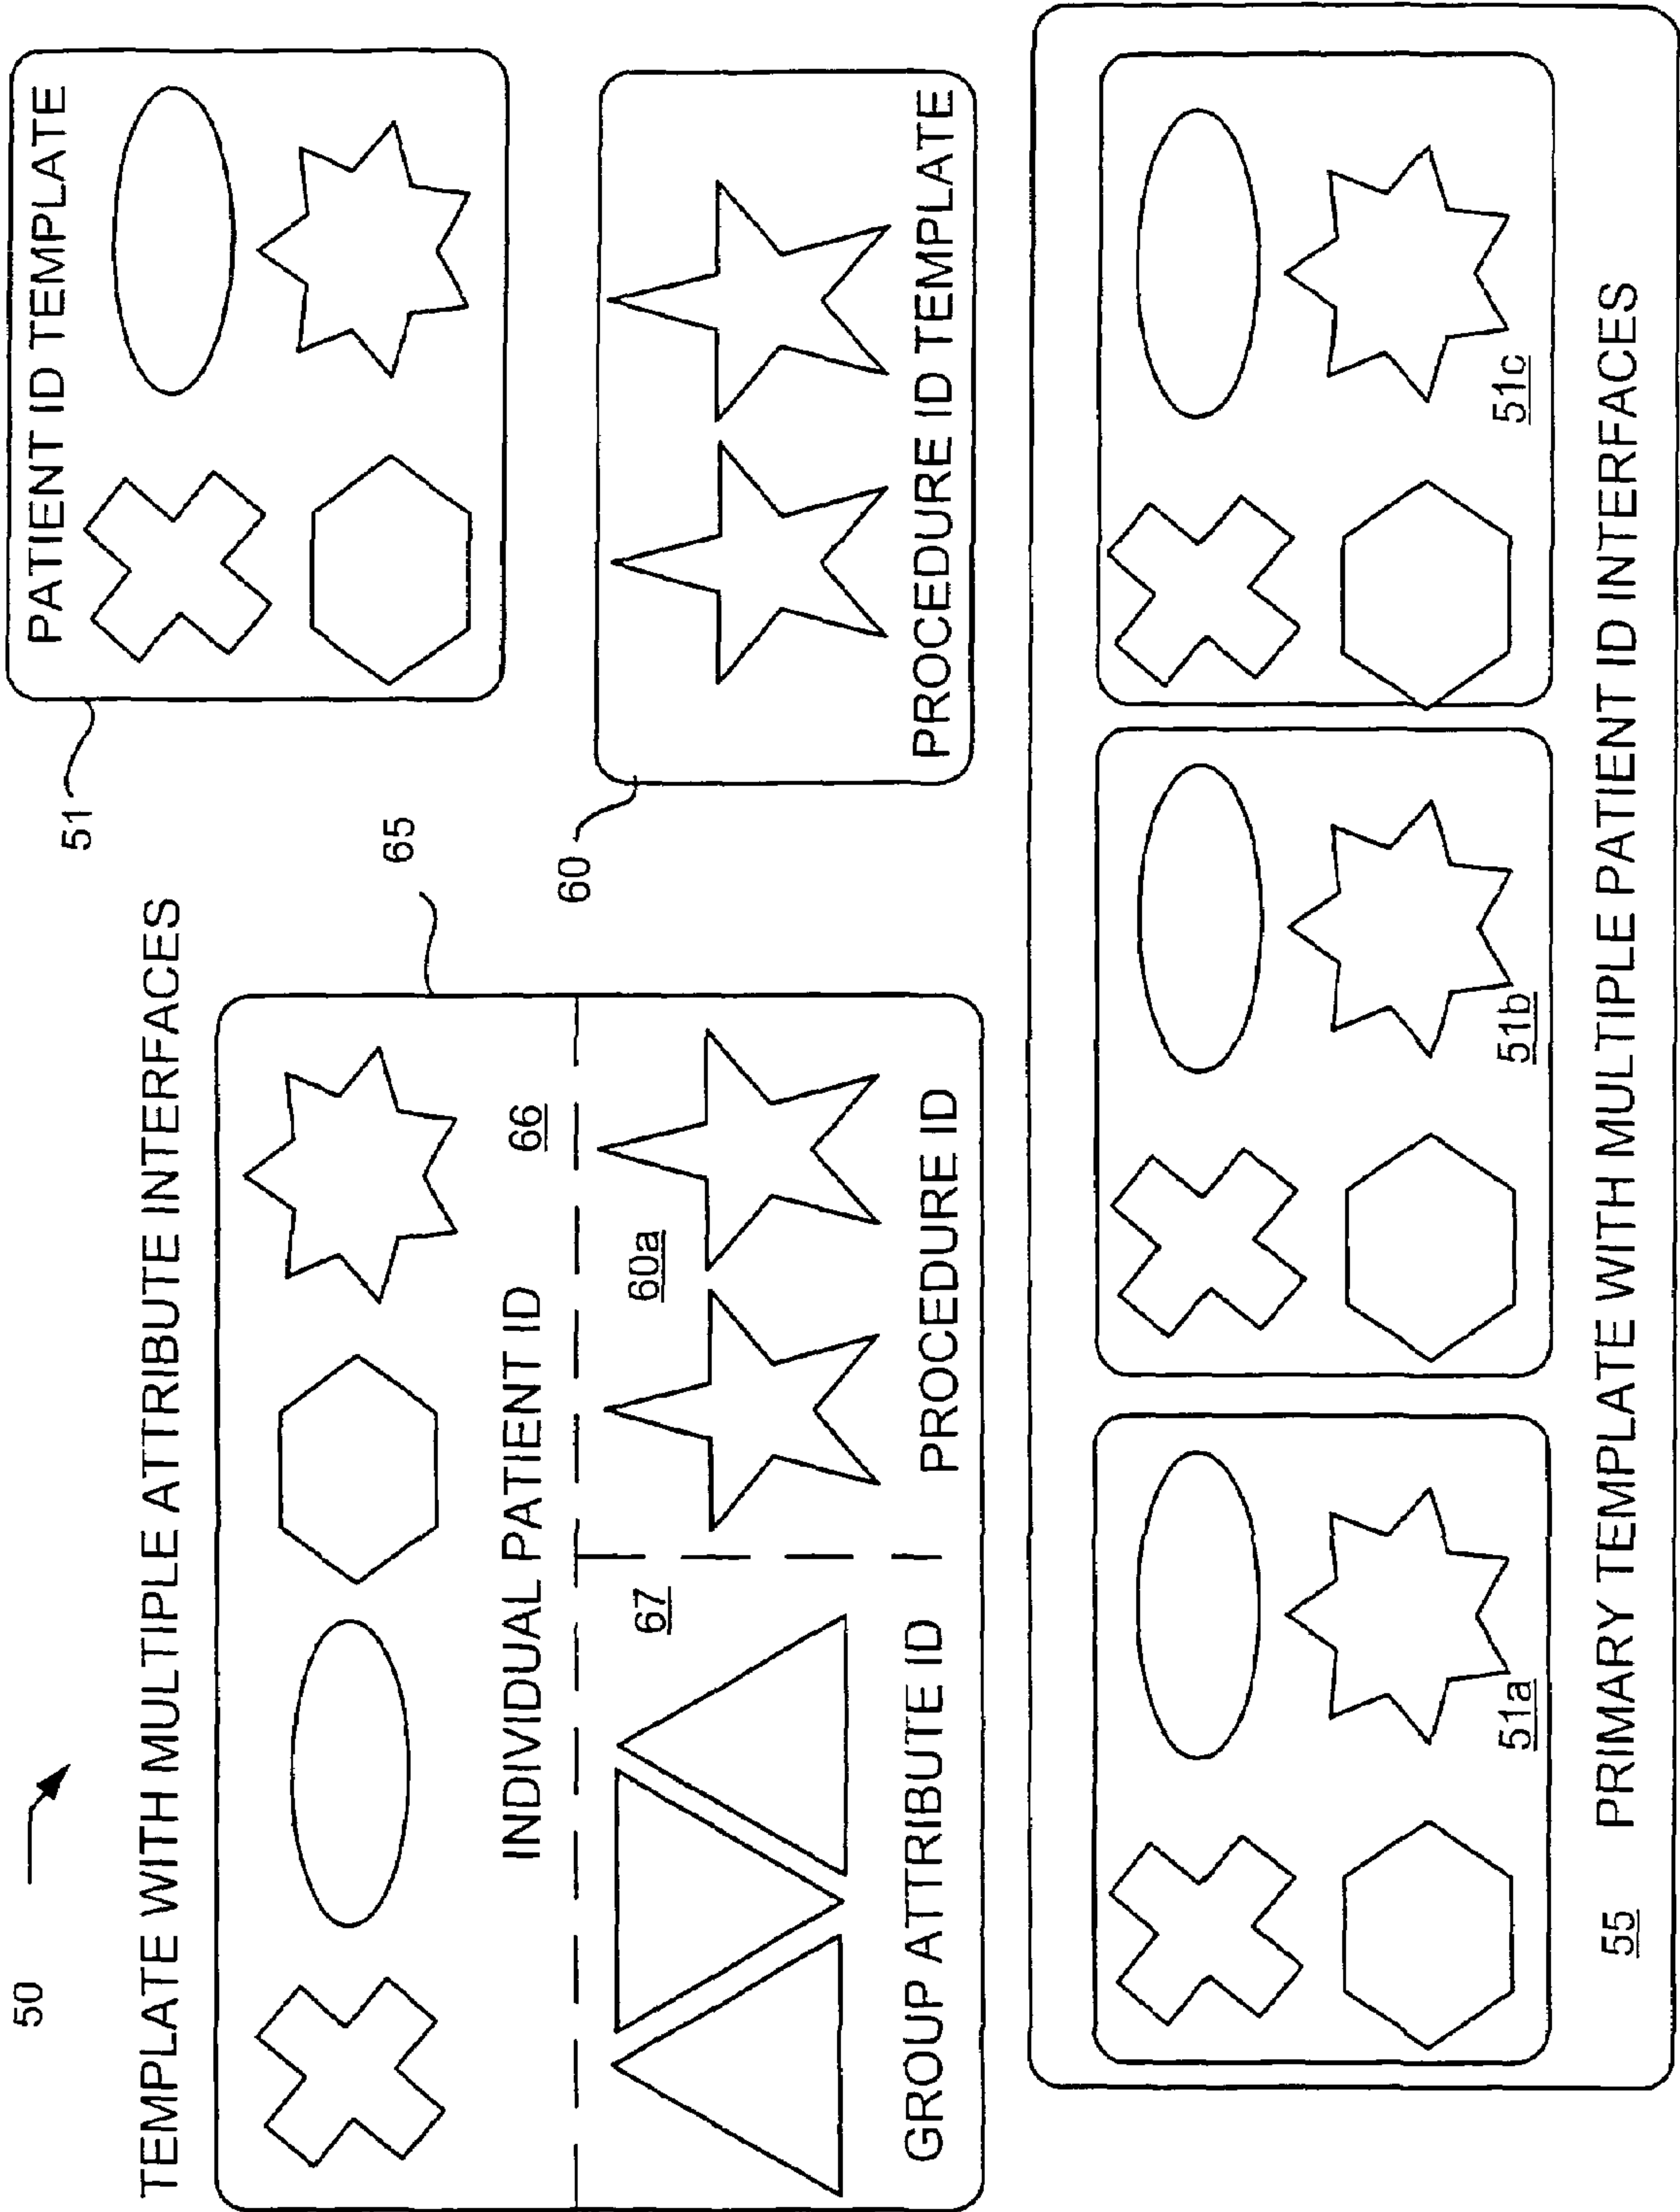 50
TEMPLATE WITH MULTIPLE ATTRIBUTE INTERFACES
65
INDIVIDUAL PATIENT ID
66
67
GROUP ATTRIBUTE ID
60a
PROCEDURE ID
51
PATIENT ID TEMPLATE
60
PROCEDURE ID TEMPLATE
51a
51b
51c
55 PRIMARY TEMPLATE WITH MULTIPLE PATIENT ID INTERFACES